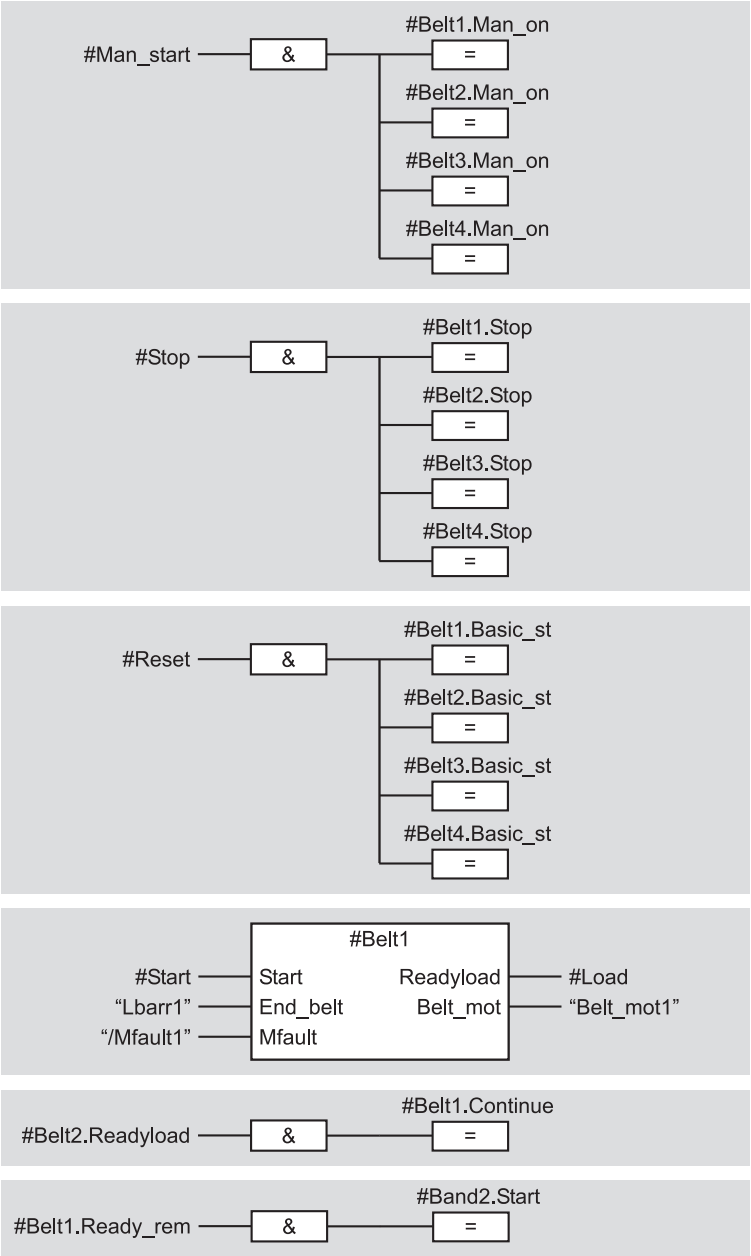 #Belt1.Man_on
#Man_start & =
#Belt2.Man_on
=
#Belt3.Man_on
=
#Belt4.Man_on
=
#Belt1.Stop
#Stop & =
#Belt2.Stop
=
#Belt3.Stop
=
#Belt4.Stop
=
#Belt1.Basic_st
#Reset & =
#Belt2.Basic_st
=
#Belt3.Basic_st
=
#Belt4.Basic_st
=
#Belt1
#Start Start Readyload #Load
“Lbarr1” End_belt Belt_mot “Belt_mot1”
“/Mfault1” Mfault
#Belt1.Continue
#Belt2.Readyload & =
#Band2.Start
#Belt1.Ready_rem & =